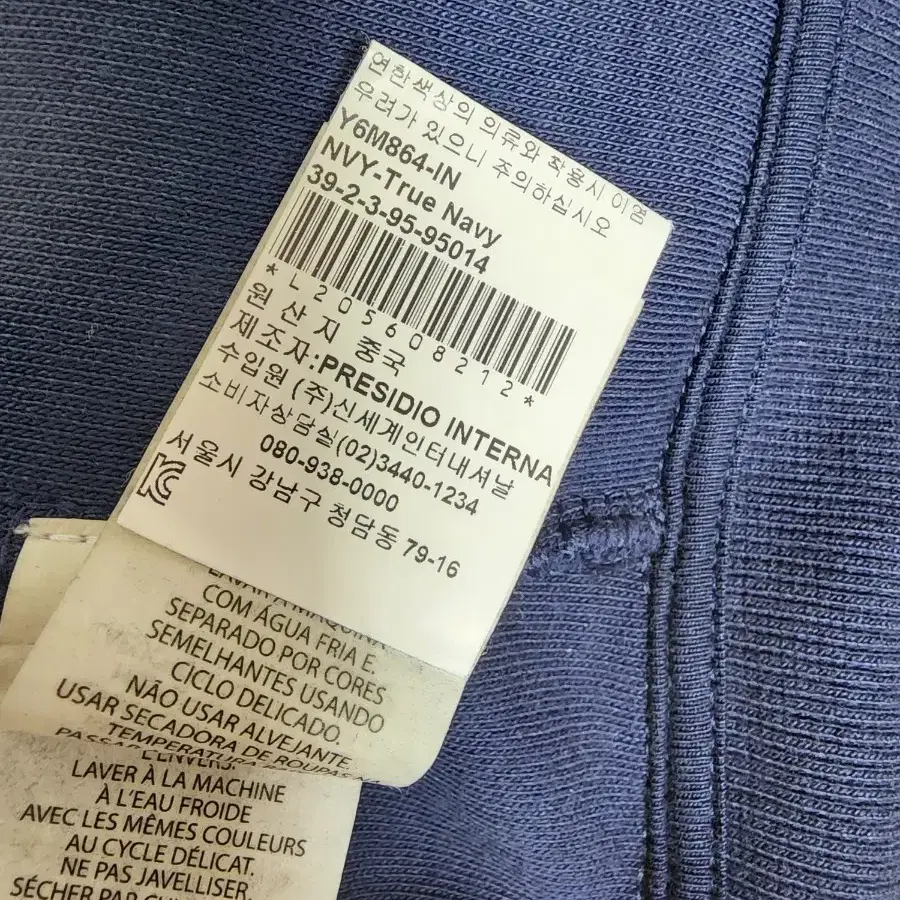 연한색상의 의류와 착용시 이염
우려가 있으니 주의하십시오
Y6M864-IN
NVY-True Navy
39-2-3-95-95014
*L205608212*
원산지 중국
제조자:PRESIDIO INTERNA
수입원 (주)신세계인터내셔날
소비자상담실(02)3440-1234
080-938-0000
서울시 강남구 청담동 79-16
COM ÁGUA FRIA E.
SEPARADO POR CORES
SEMELHANTES USANDO
CICLO DELICADO.
NÃO USAR ALVEJANTE.
USAR SECADORA DE ROUPAS NA
TEMPERATURA
LAVER À LA MACHINE
À L'EAU FROIDE
AVEC LES MÊMES COULEURS
AU CYCLE DÉLICAT.
NE PAS JAVELLISER.
SÉCHER PAR